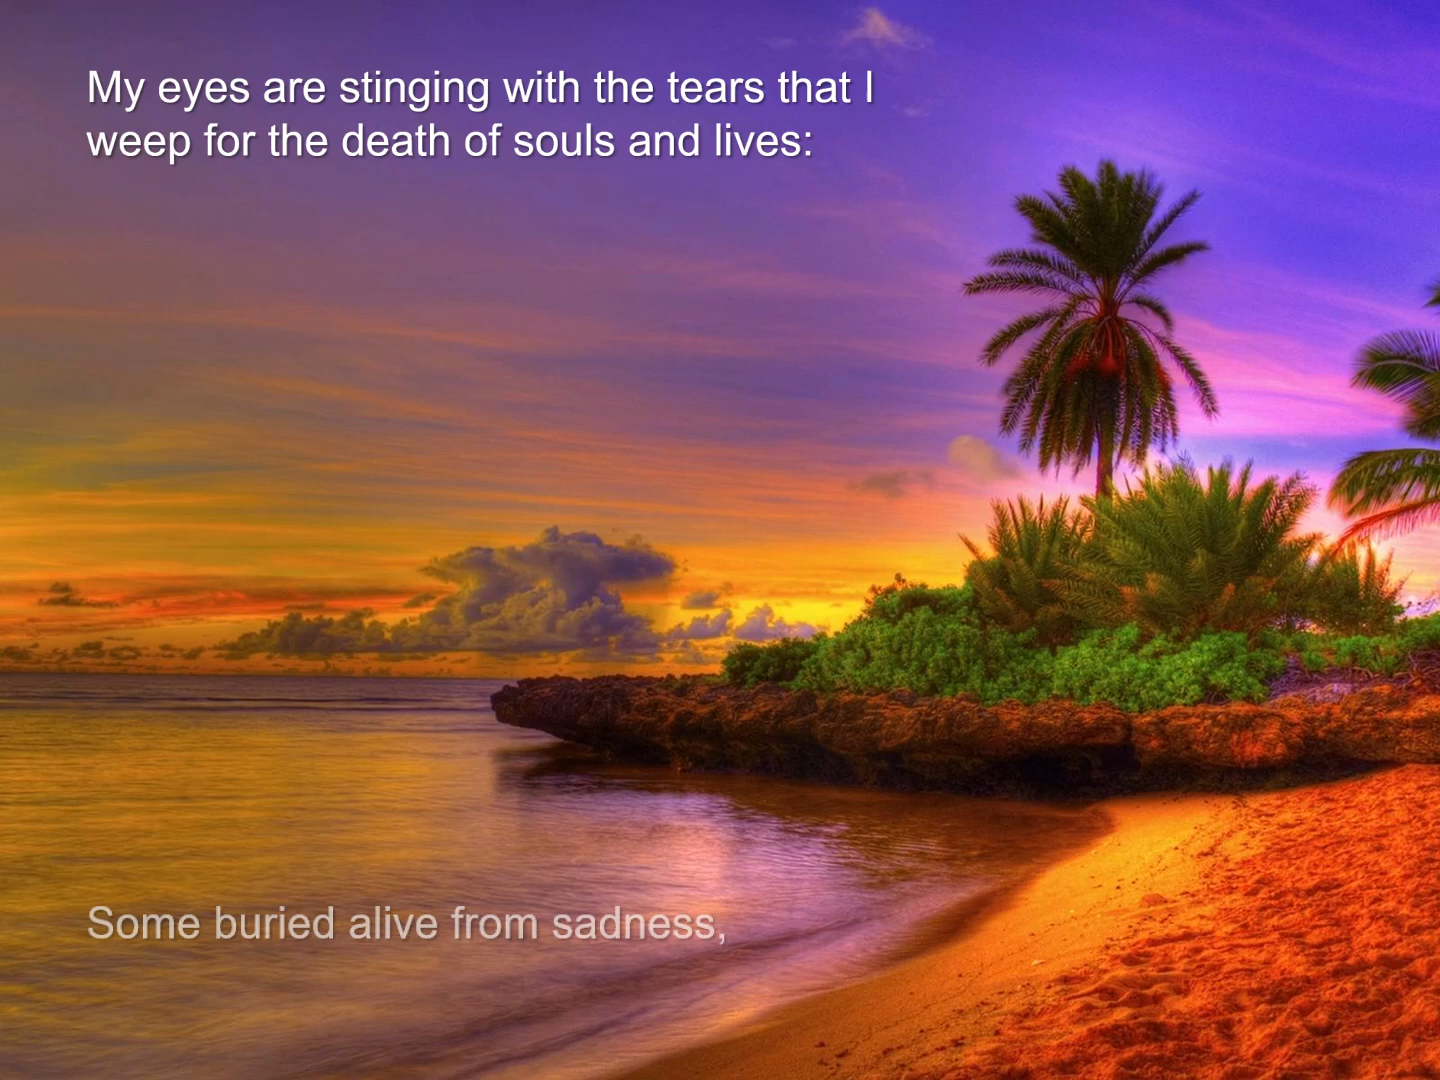 My eyes are stinging with the tears that I
weep for the death of souls and lives:
Some buried alive from sadness,